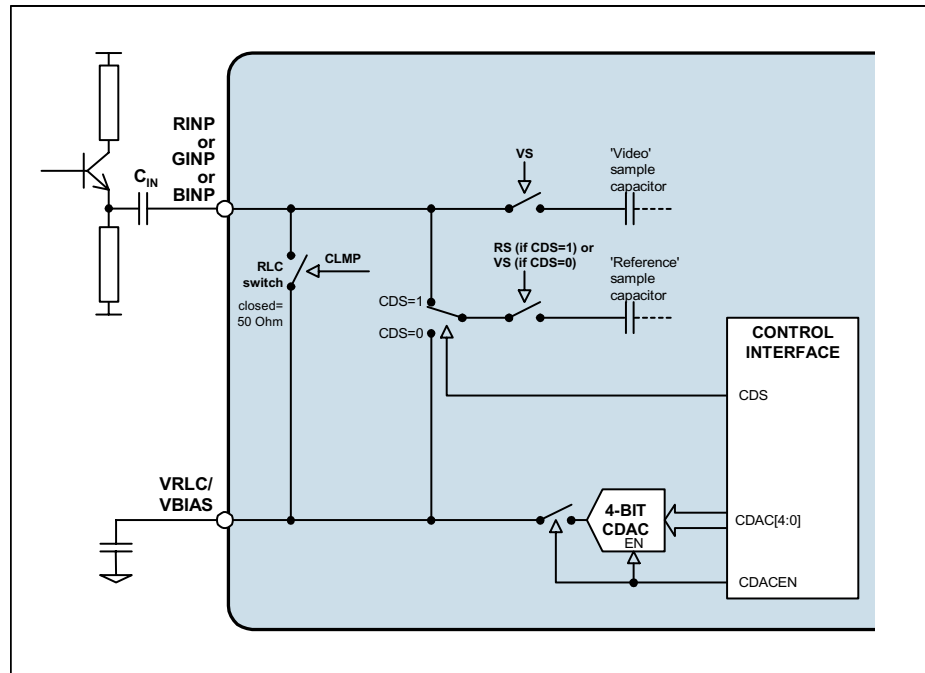 RINP
or
GINP
or
BINP
CIN
VS
'Video'
sample
capacitor
RLC
switch
CLMP
closed=
50 Ohm
RS (if CDS=1) or
VS (if CDS=0)
'Reference'
sample
capacitor
CDS=1
CDS=0
CONTROL
INTERFACE
CDS
VRLC/
VBIAS
4-BIT
CDAC
EN
CDAC[4:0]
CDACEN